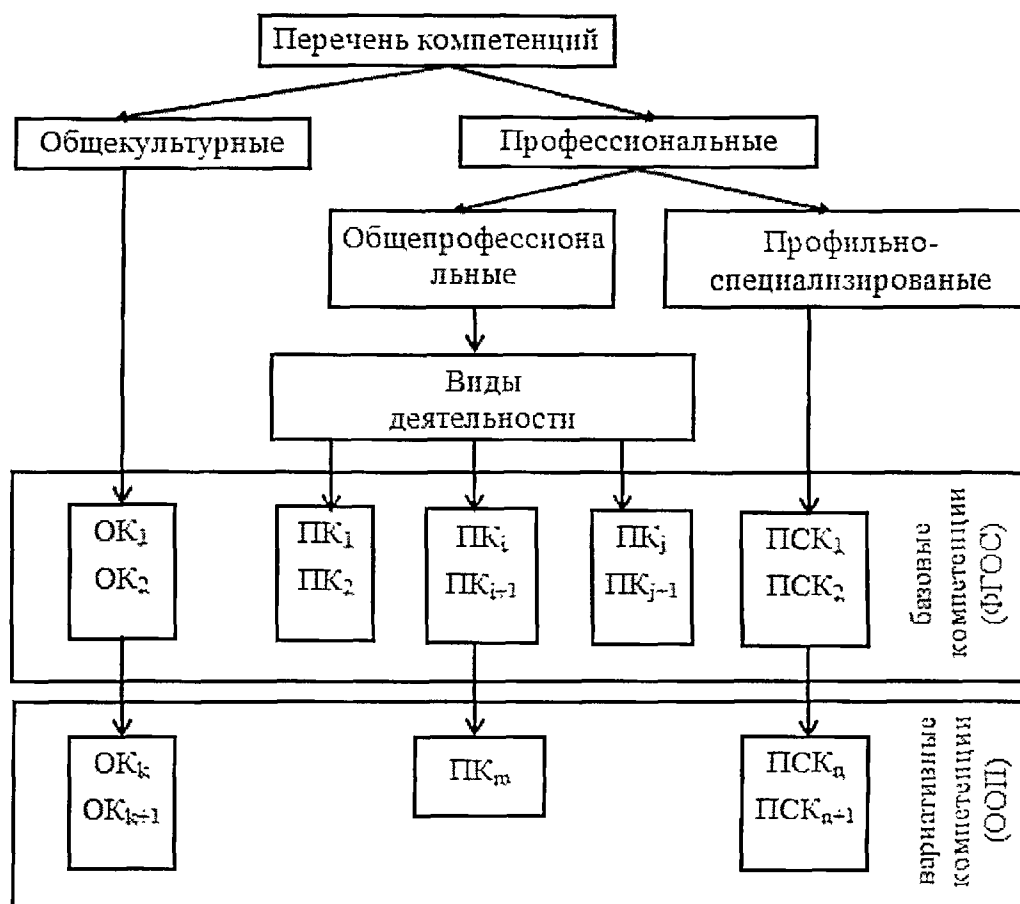 Перечень компетенций
Общекультурные
Профессиональные
Общепрофессиона
льные
Профильно-
специализированые
Виды
деятельности
ОК₁
ОК₂
ПК₁
ПК₂
ПКᵢ
ПКᵢ₊₁
ПКⱼ
ПКⱼ₊₁
ПСК₁
ПСК₂
базовые
компетенции
(ФГОС)
ОКₖ
ОКₖ₊₁
ПКₘ
ПСКₙ
ПСКₙ₊₁
вариативные
компетенции
(ООП)